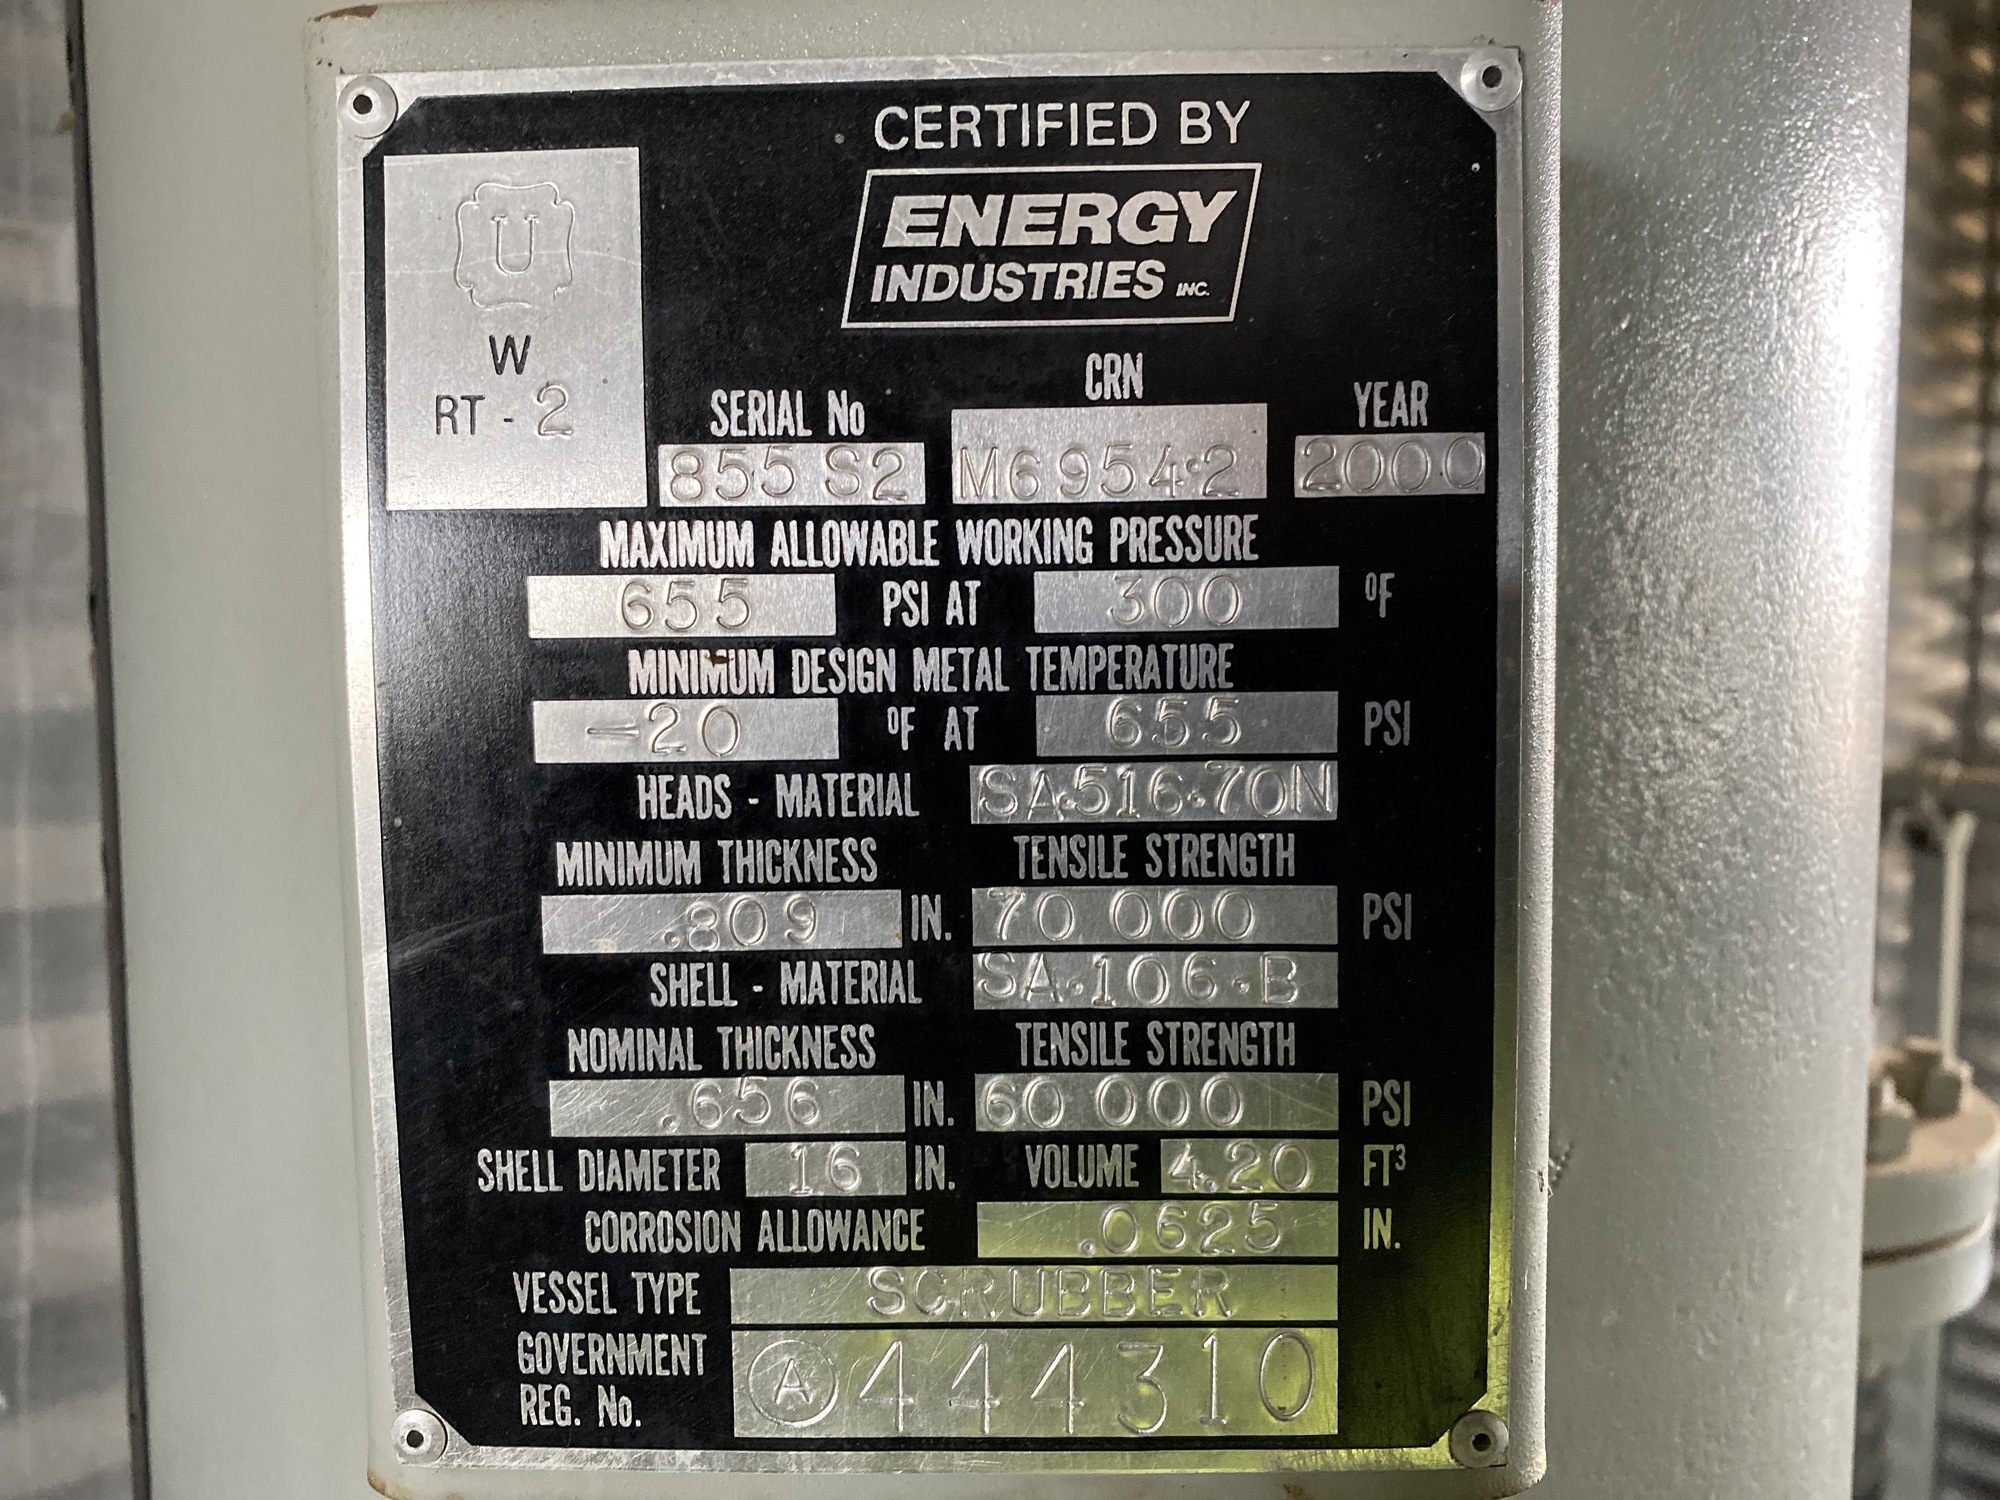 CERTIFIED BY
ENERGY
INDUSTRIES INC.
U
W
RT - 2
SERIAL No CRN YEAR
855 S2 M6954.2 2000
MAXIMUM ALLOWABLE WORKING PRESSURE
655 PSI AT 300 °F
MINIMUM DESIGN METAL TEMPERATURE
-20 °F AT 655 PSI
HEADS - MATERIAL SA.516.70N
MINIMUM THICKNESS TENSILE STRENGTH
.809 IN. 70 000 PSI
SHELL - MATERIAL SA.106.B
NOMINAL THICKNESS TENSILE STRENGTH
.656 IN. 60 000 PSI
SHELL DIAMETER 16 IN. VOLUME 4.20 FT³
CORROSION ALLOWANCE .0625 IN.
VESSEL TYPE SCRUBBER
GOVERNMENT
REG. No. A 444310